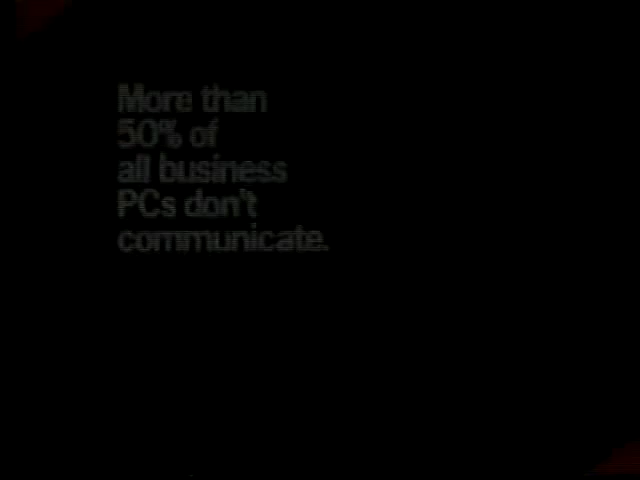 More than
50% of
all business
PCs don't
communicate.